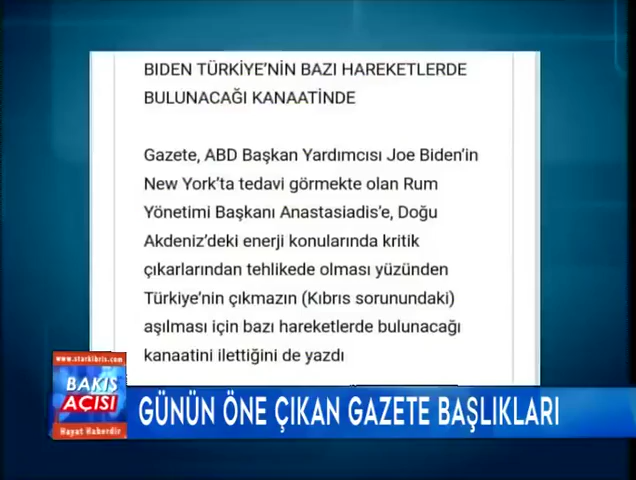 BIDEN TÜRKİYE'NİN BAZI HAREKETLERDE
BULUNACAĞI KANAATİNDE
Gazete, ABD Başkan Yardımcısı Joe Biden'in
New York'ta tedavi görmekte olan Rum
Yönetimi Başkanı Anastasiadis'e, Doğu
Akdeniz'deki enerji konularında kritik
çıkarlarından tehlikede olması yüzünden
Türkiye'nin çıkmazın (Kıbrıs sorunundaki)
aşılması için bazı hareketlerde bulunacağı
kanaatini ilettiğini de yazdı
www.starkibris.com
BAKIŞ
AÇISI
Hayat Haberdir
GÜNÜN ÖNE ÇIKAN GAZETE BAŞLIKLARI